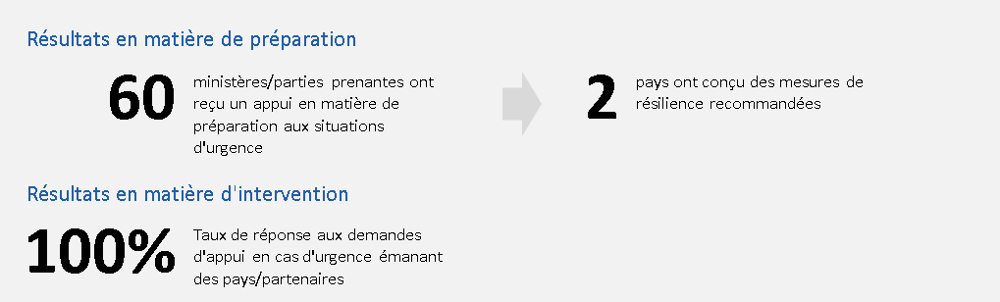 Résultats en matière de préparation
60
ministères/parties prenantes ont
reçu un appui en matière de
préparation aux situations
d'urgence
2
pays ont conçu des mesures de
résilience recommandées
Résultats en matière d'intervention
100%
Taux de réponse aux demandes
d'appui en cas d'urgence émanant
des pays/partenaires